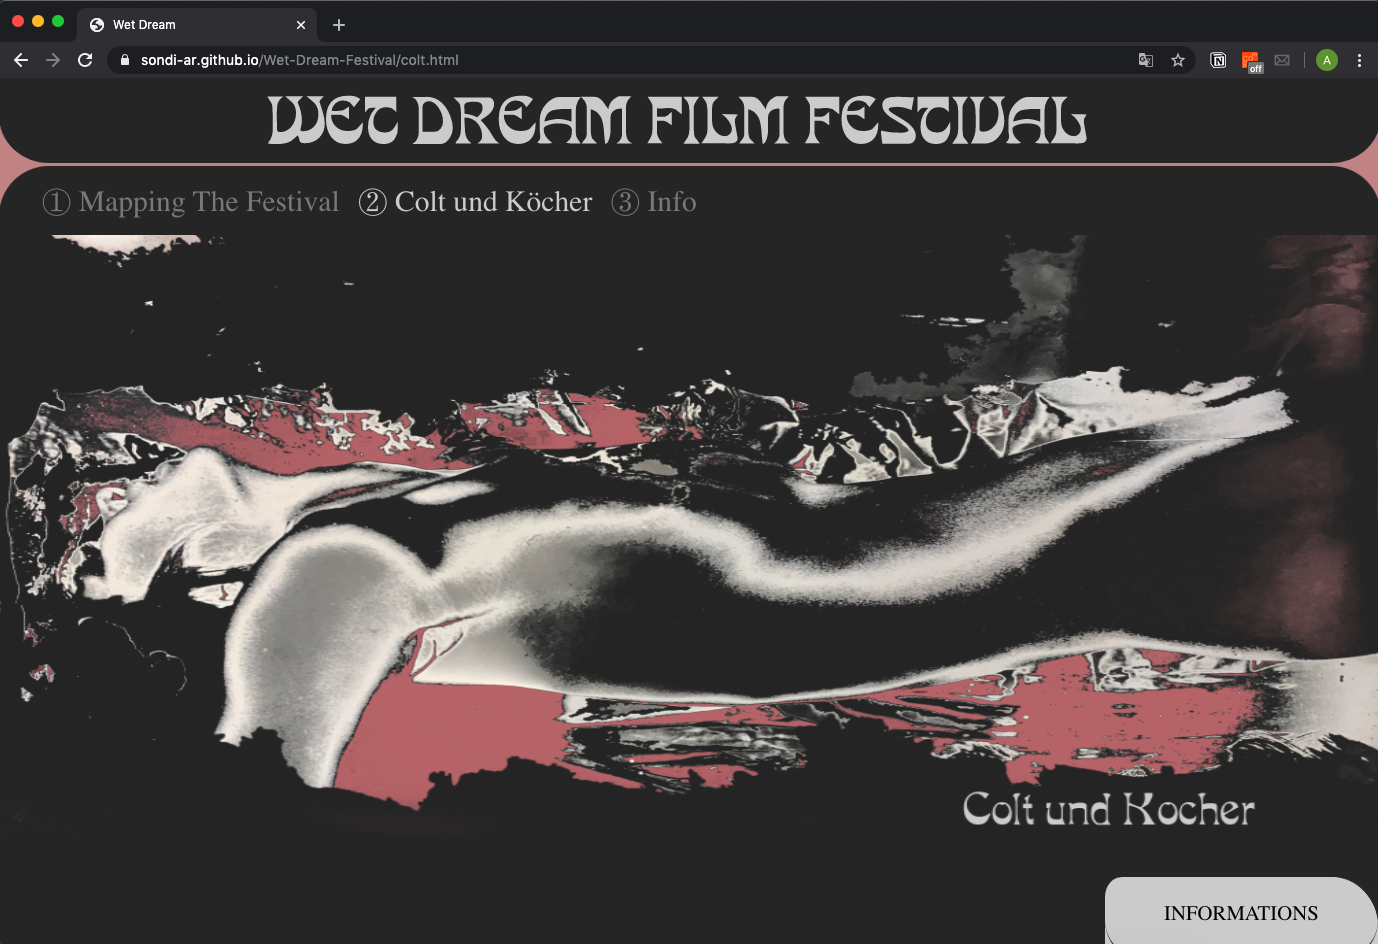 Wet Dream
sondi-ar.github.io/Wet-Dream-Festival/colt.html
off
A
WET DREAM FILM FESTIVAL
① Mapping The Festival ② Colt und Köcher ③ Info
Colt und Kocher
INFORMATIONS